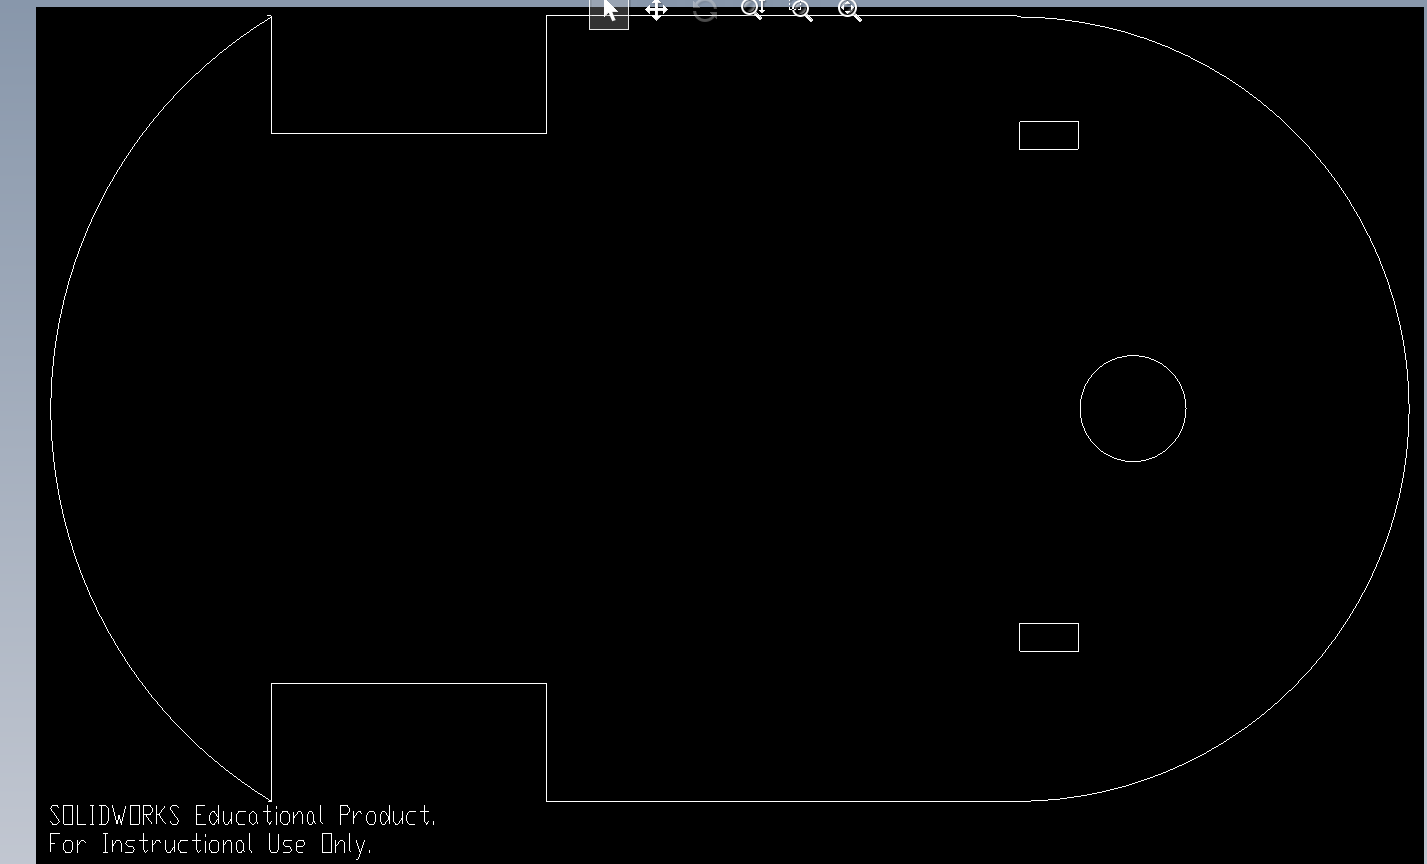 SOLIDWORKS Educational Product.
For Instructional Use Only.